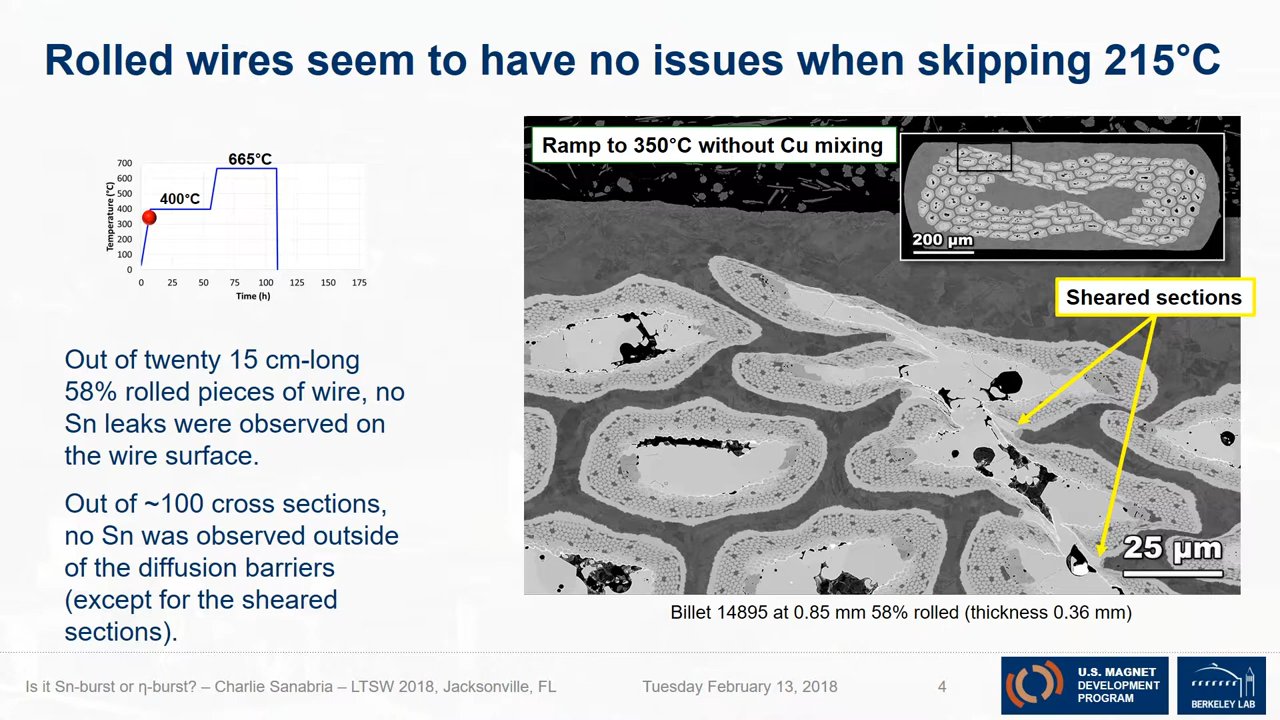 Rolled wires seem to have no issues when skipping 215°C
700
600
500
400
300
200
100
0
Temperature (°C)
665°C
400°C
0
25
50
75
100
125
150
175
Time (h)
Out of twenty 15 cm-long
58% rolled pieces of wire, no
Sn leaks were observed on
the wire surface.
Out of ~100 cross sections,
no Sn was observed outside
of the diffusion barriers
(except for the sheared
sections).
Ramp to 350°C without Cu mixing
200 µm
Sheared sections
25 µm
Billet 14895 at 0.85 mm 58% rolled (thickness 0.36 mm)
Is it Sn-burst or η-burst? – Charlie Sanabria – LTSW 2018, Jacksonville, FL
Tuesday February 13, 2018
4
U.S. MAGNET
DEVELOPMENT
PROGRAM
BERKELEY LAB